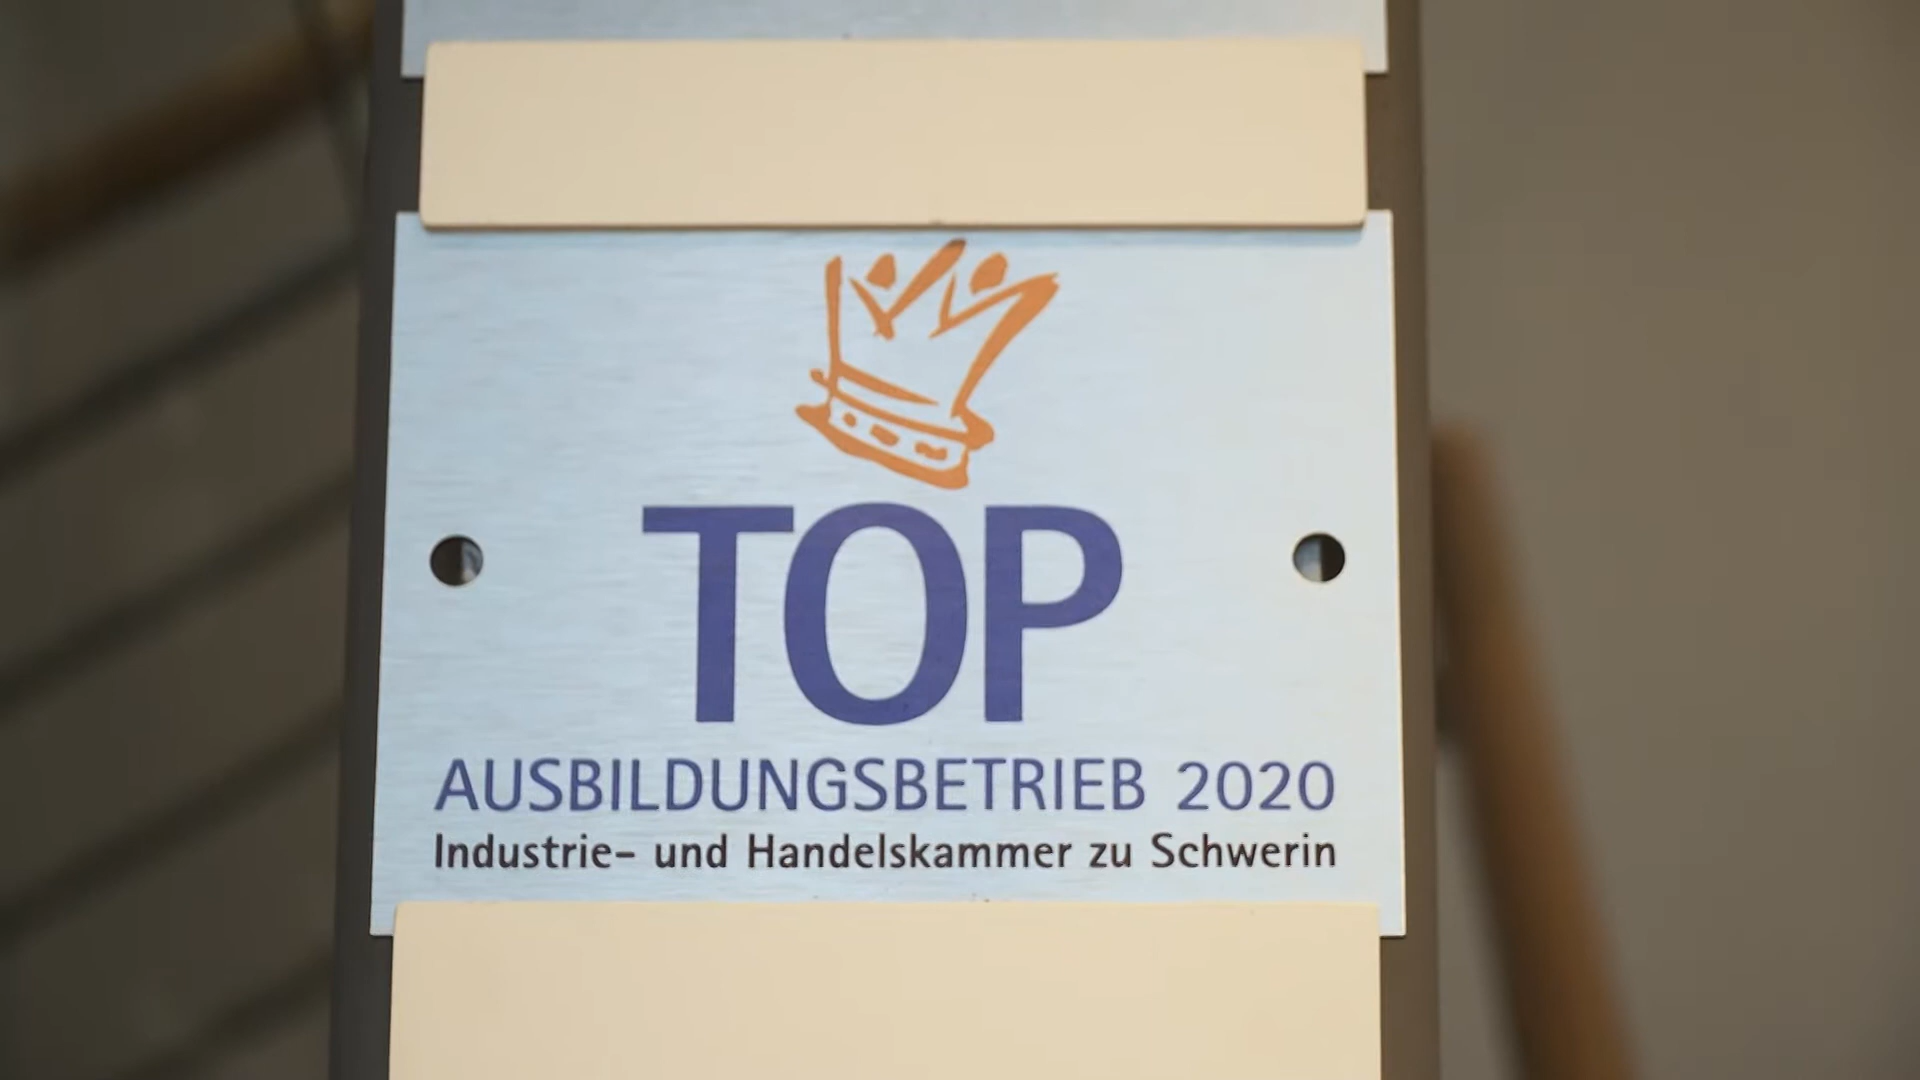 TOP
AUSBILDUNGSBETRIEB 2020
Industrie- und Handelskammer zu Schwerin